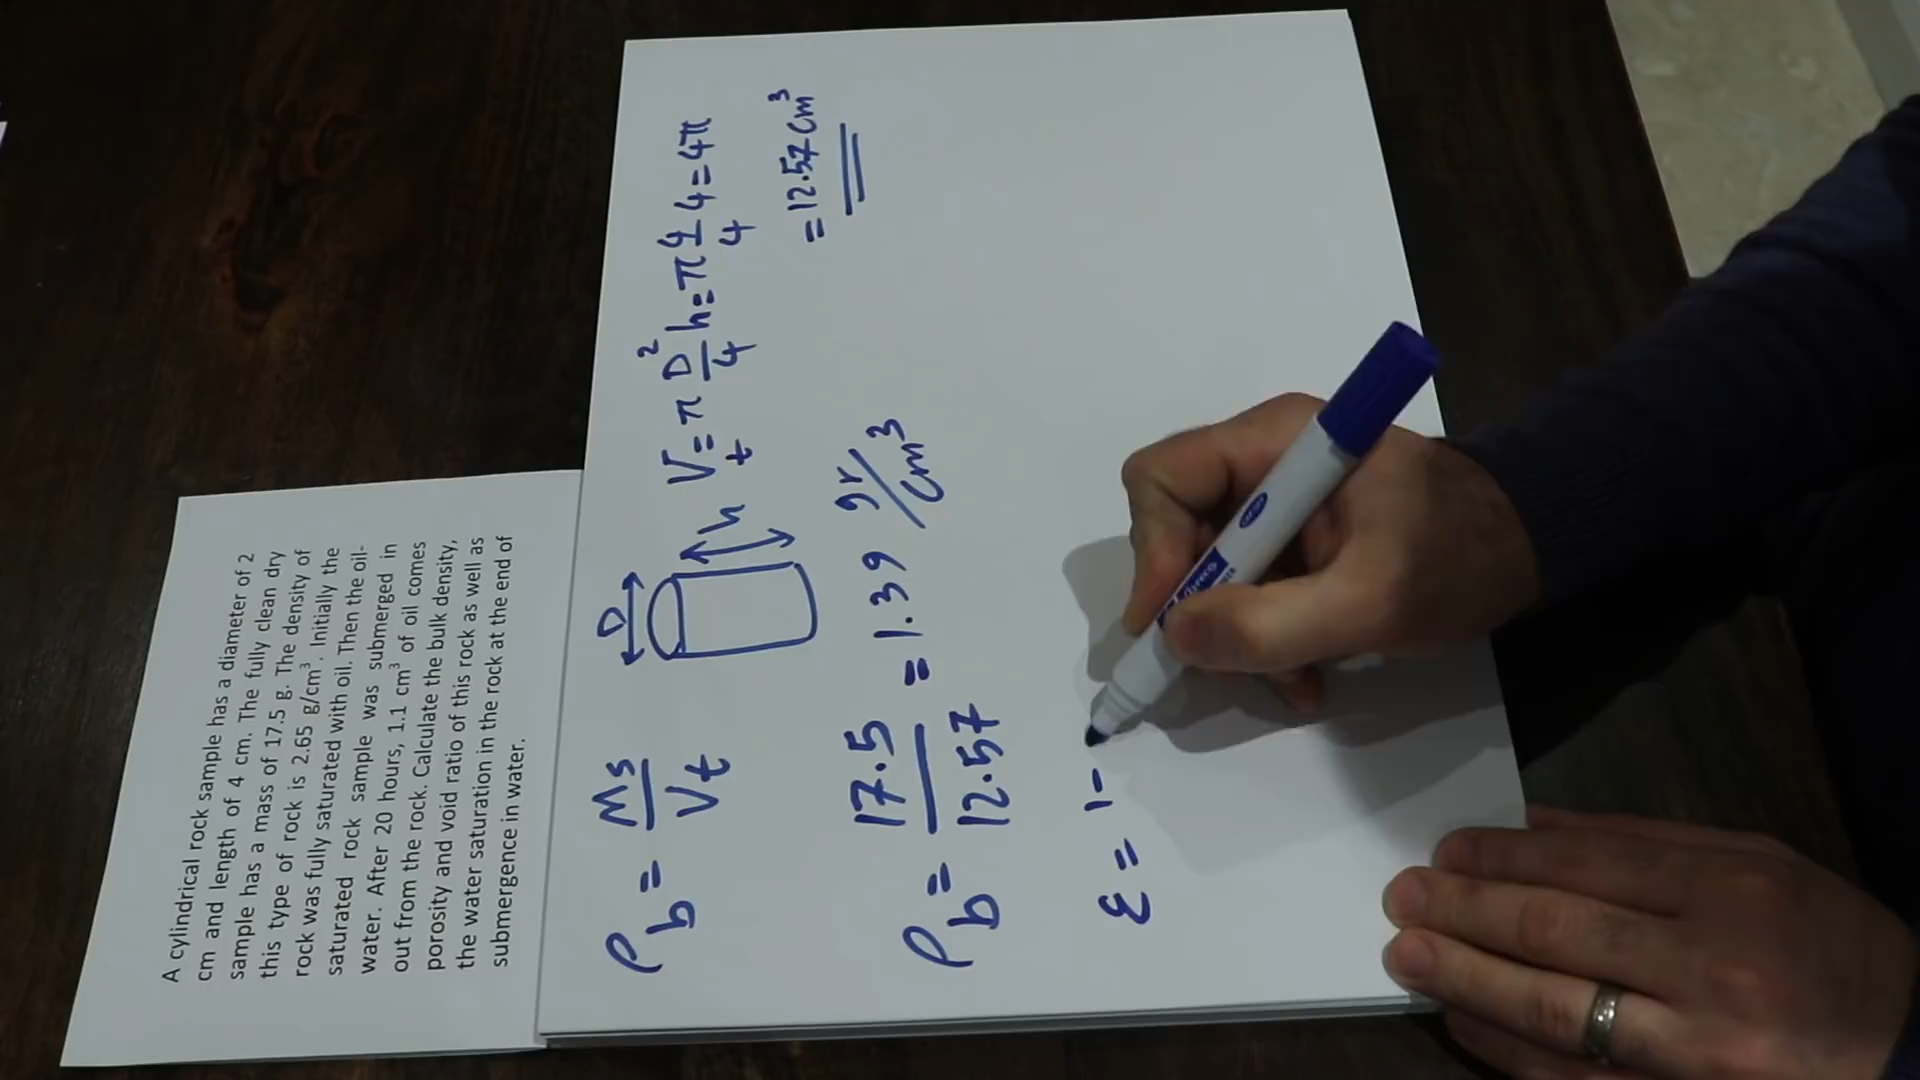 A cylindrical rock sample has a diameter of 2
cm and length of 4 cm. The fully clean dry
sample has a mass of 17.5 g. The density of
this type of rock is 2.65 g/cm³. Initially the
rock was fully saturated with oil. Then the oil-
saturated rock sample was submerged in
water. After 20 hours, 1.1 cm³ of oil comes
out from the rock. Calculate the bulk density,
porosity and void ratio of this rock as well as
the water saturation in the rock at the end of
submergence in water.
ρb = Ms/Vt
D
h
Vt = π D²/4 h = π 4/4 4 = 4π
= 12.57 cm³
ρb = 17.5/12.57 = 1.39 gr/cm³
ε = 1-